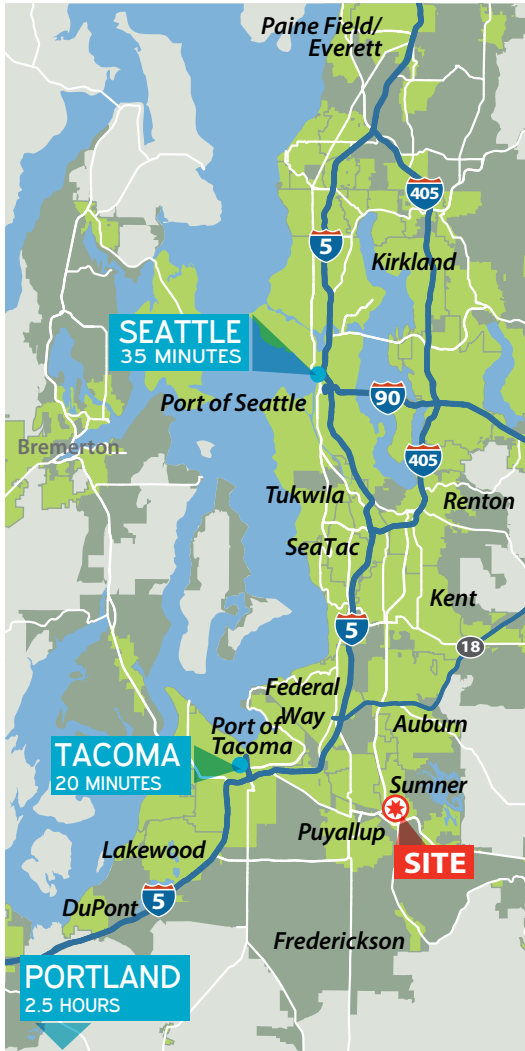 Paine Field/
Everett
405
5
Kirkland
SEATTLE
35 MINUTES
90
Port of Seattle
Bremerton
405
Tukwila
Renton
SeaTac
Kent
5
18
Federal
Way
Auburn
Port of
Tacoma
TACOMA
20 MINUTES
Sumner
Puyallup
SITE
Lakewood
5
DuPont
Frederickson
PORTLAND
2.5 HOURS